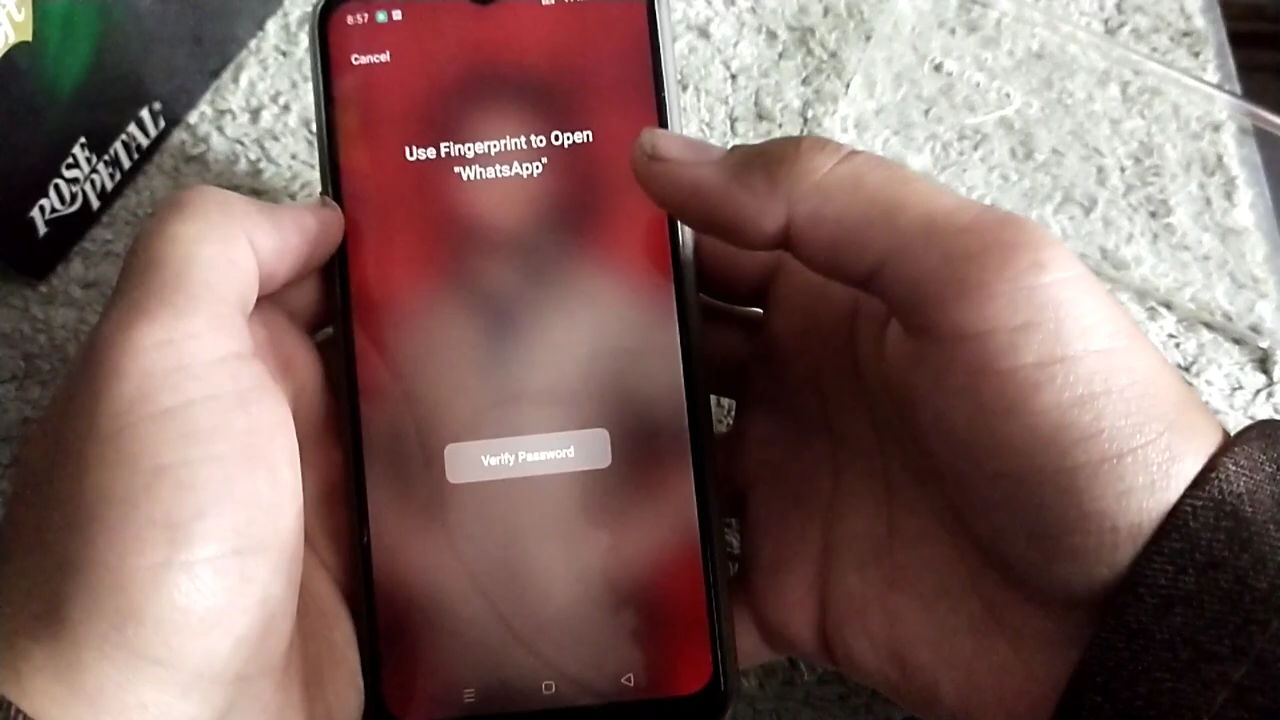 8:57
Cancel
Use Fingerprint to Open
"WhatsApp"
Verify Password
ROSE
PETAL